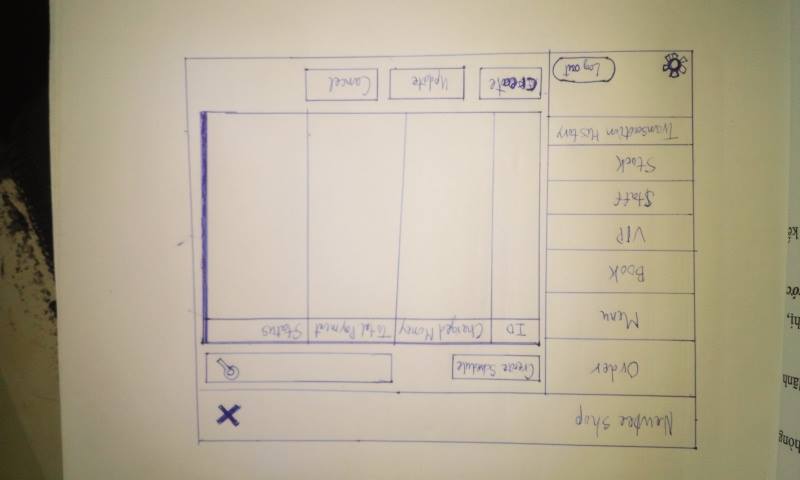 hòng
lãnh
hị,
ước
kế
Newbee shop
Order
Menu
Book
VIP
Staff
Stock
Transaction History
Log out
Create Schedule
ID Charged Money Total Payment Status
Create Update Cancel